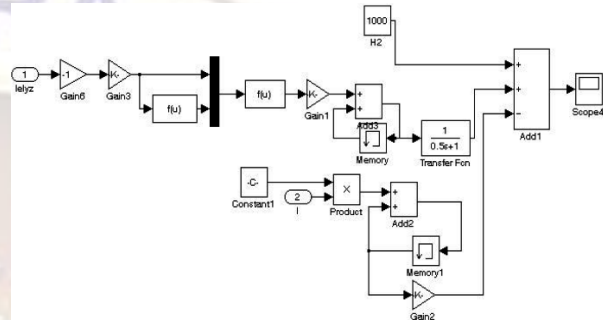 1000
H2
1
Ielyz
-1
Gain6
-K-
Gain3
f(u)
f(u)
-K-
Gain1
+
+
Add3
Memory
1
0.5s+1
Transfer Fcn
+
+
−
Add1
Scope4
-C-
Constant1
2
I
×
Product
+
+
Add2
Memory1
-K-
Gain2